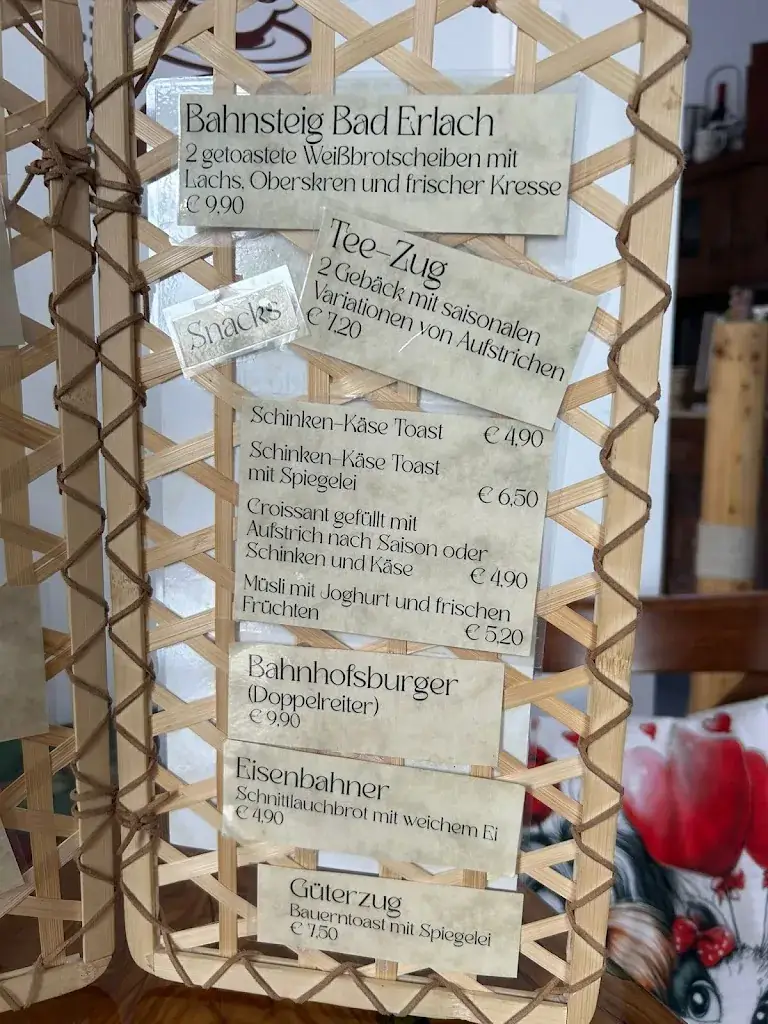 Bahnsteig Bad Erlach
2 getoastete Weißbrotscheiben mit
Lachs, Oberskren und frischer Kresse
€ 9,90
Tee-Zug
2 Gebäck mit saisonalen
Variationen von Aufstrichen
€ 7,20
Snacks
Schinken-Käse Toast € 4,90
Schinken-Käse Toast
mit Spiegelei
€ 6,50
Croissant gefüllt mit
Aufstrich nach Saison oder
Schinken und Käse € 4,90
Müsli mit Joghurt und frischen
Früchten
€ 5,20
Bahnhofsburger
(Doppelreiter)
€ 9,90
Eisenbahner
Schnittlauchbrot mit weichem Ei
€ 4,90
Güterzug
Bauerntoast mit Spiegelei
€ 7,50